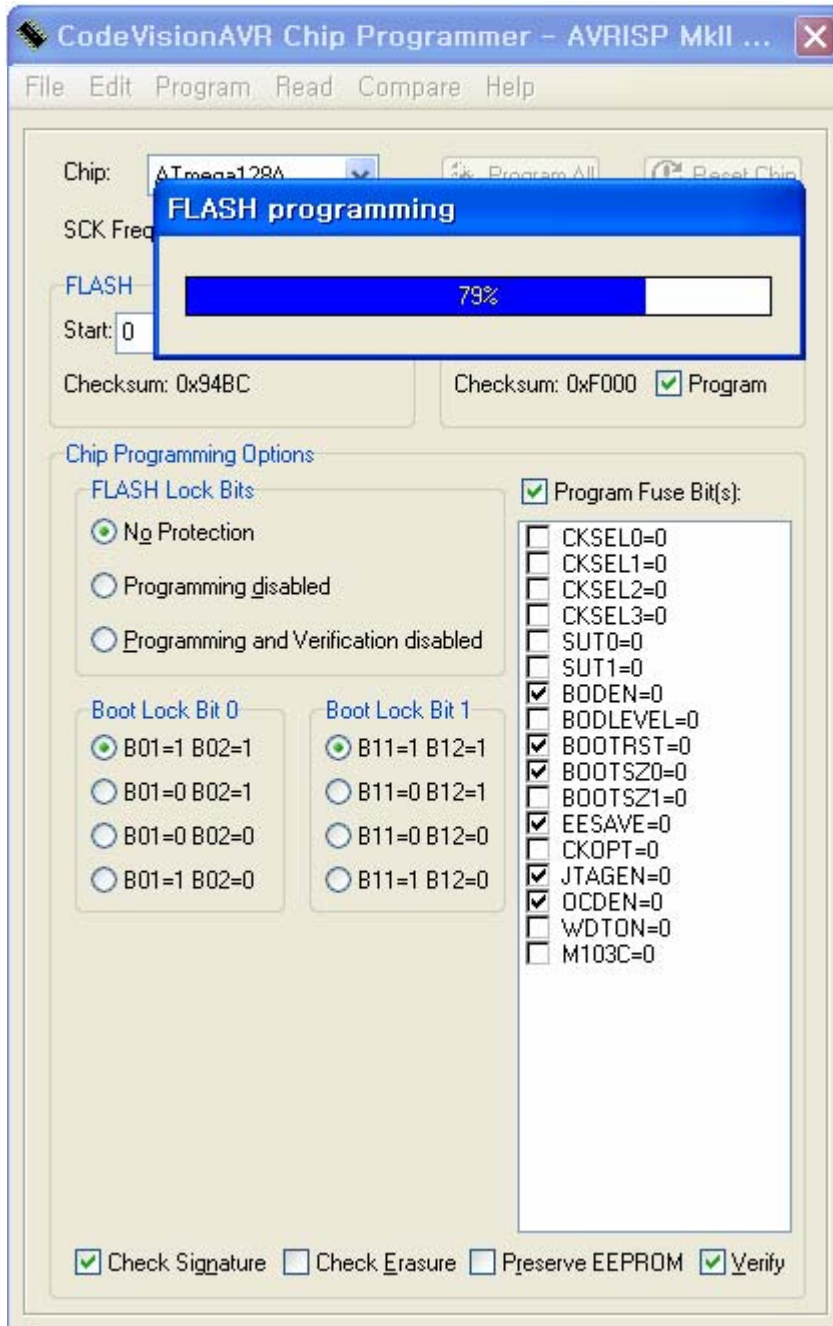 CodeVisionAVR Chip Programmer - AVRISP MkII ...
File Edit Program Read Compare Help
Chip: ATmega128A Program All Reset Chip
SCK Freq
FLASH programming
79%
FLASH
Start: 0
Checksum: 0x94BC
Checksum: 0xF000 Program
Chip Programming Options
FLASH Lock Bits
No Protection
Programming disabled
Programming and Verification disabled
Boot Lock Bit 0
B01=1 B02=1
B01=0 B02=1
B01=0 B02=0
B01=1 B02=0
Boot Lock Bit 1
B11=1 B12=1
B11=0 B12=1
B11=0 B12=0
B11=1 B12=0
Program Fuse Bit(s):
CKSEL0=0
CKSEL1=0
CKSEL2=0
CKSEL3=0
SUT0=0
SUT1=0
BODEN=0
BODLEVEL=0
BOOTRST=0
BOOTSZ0=0
BOOTSZ1=0
EESAVE=0
CKOPT=0
JTAGEN=0
OCDEN=0
WDTON=0
M103C=0
Check Signature Check Erasure Preserve EEPROM Verify